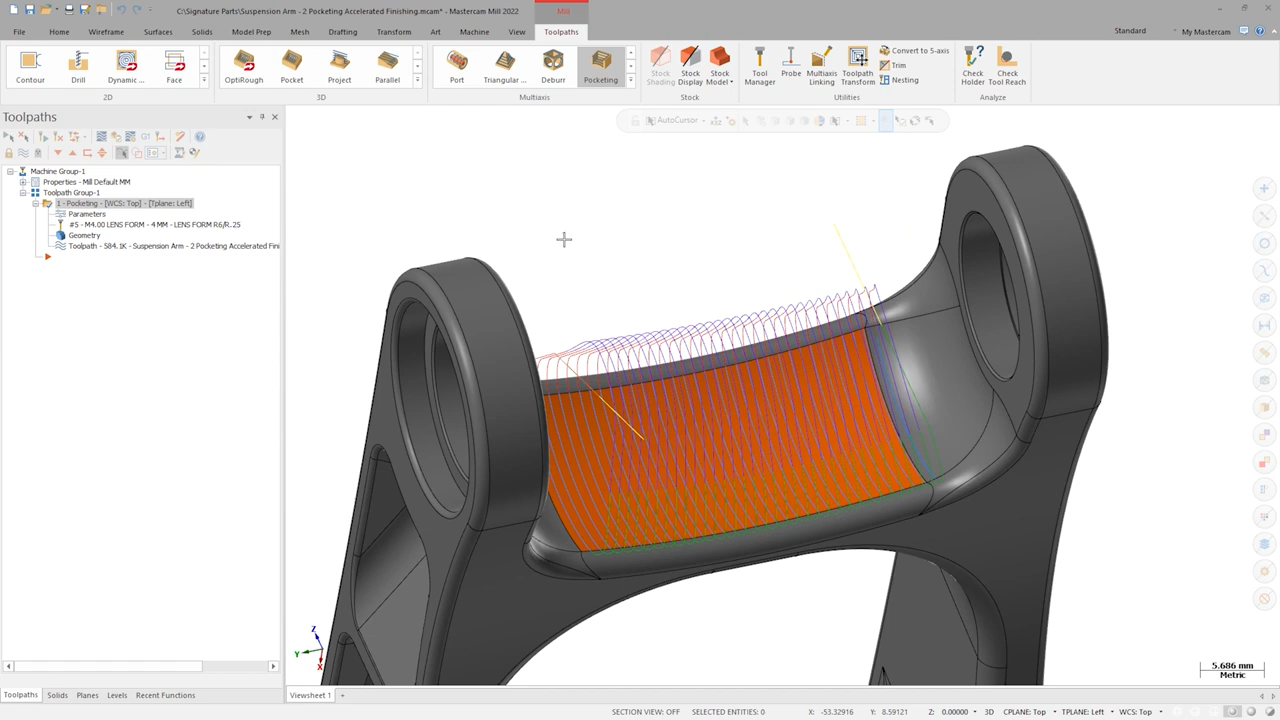 C:\Signature Parts\Suspension Arm - 2 Pocketing Accelerated Finishing.mcam* - Mastercam Mill 2022
Mill
File Home Wireframe Surfaces Solids Model Prep Mesh Drafting Transform Art Machine View Toolpaths
Standard My Mastercam
Contour Drill Dynamic ... Face
OptiRough Pocket Project Parallel
Port Triangular ... Deburr Pocketing
Stock Shading Stock Display Stock Model
Tool Manager Probe Multiaxis Linking Toolpath Transform
Convert to 5-axis
Trim
Nesting
Check Holder Check Tool Reach
2D 3D Multiaxis Stock Utilities Analyze
Toolpaths
AutoCursor
Machine Group-1
Properties - Mill Default MM
Toolpath Group-1
1 - Pocketing - [WCS: Top] - [Tplane: Left]
Parameters
#5 - M4.00 LENS FORM - 4 MM - LENS FORM R6/R.25
Geometry
Toolpath - 584.1K - Suspension Arm - 2 Pocketing Accelerated Fini
Z
Y
X
5.686 mm
Metric
Toolpaths Solids Planes Levels Recent Functions
Viewsheet 1 +
SECTION VIEW: OFF SELECTED ENTITIES: 0 X: -53.32916 Y: 8.59121 Z: 0.00000 3D CPLANE: Top TPLANE: Left WCS: Top